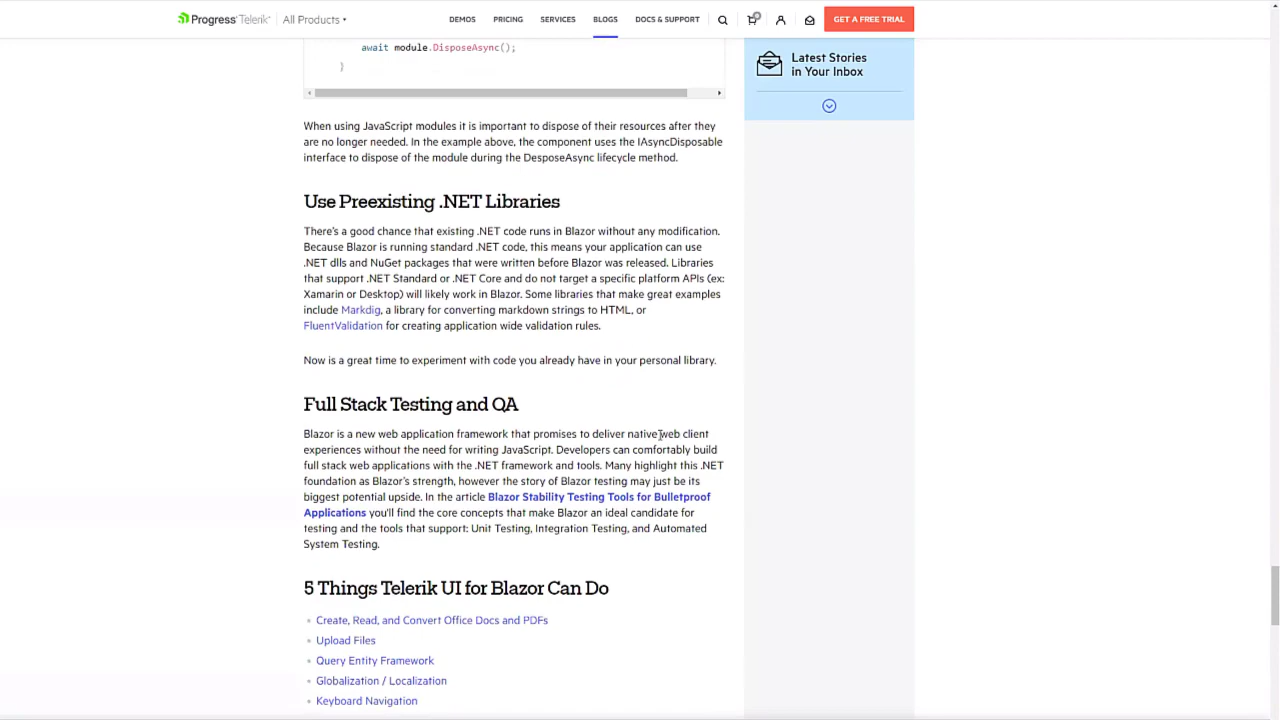 Progress Telerik All Products DEMOS PRICING SERVICES BLOGS DOCS & SUPPORT 0 GET A FREE TRIAL
await module.DisposeAsync();
}
Latest Stories
in Your Inbox
When using JavaScript modules it is important to dispose of their resources after they
are no longer needed. In the example above, the component uses the IAsyncDisposable
interface to dispose of the module during the DesposeAsync lifecycle method.
Use Preexisting .NET Libraries
There's a good chance that existing .NET code runs in Blazor without any modification.
Because Blazor is running standard .NET code, this means your application can use
.NET dlls and NuGet packages that were written before Blazor was released. Libraries
that support .NET Standard or .NET Core and do not target a specific platform APIs (ex:
Xamarin or Desktop) will likely work in Blazor. Some libraries that make great examples
include Markdig, a library for converting markdown strings to HTML, or
FluentValidation for creating application wide validation rules.
Now is a great time to experiment with code you already have in your personal library.
Full Stack Testing and QA
Blazor is a new web application framework that promises to deliver native web client
experiences without the need for writing JavaScript. Developers can comfortably build
full stack web applications with the .NET framework and tools. Many highlight this .NET
foundation as Blazor's strength, however the story of Blazor testing may just be its
biggest potential upside. In the article Blazor Stability Testing Tools for Bulletproof
Applications you'll find the core concepts that make Blazor an ideal candidate for
testing and the tools that support: Unit Testing, Integration Testing, and Automated
System Testing.
5 Things Telerik UI for Blazor Can Do
Create, Read, and Convert Office Docs and PDFs
Upload Files
Query Entity Framework
Globalization / Localization
Keyboard Navigation